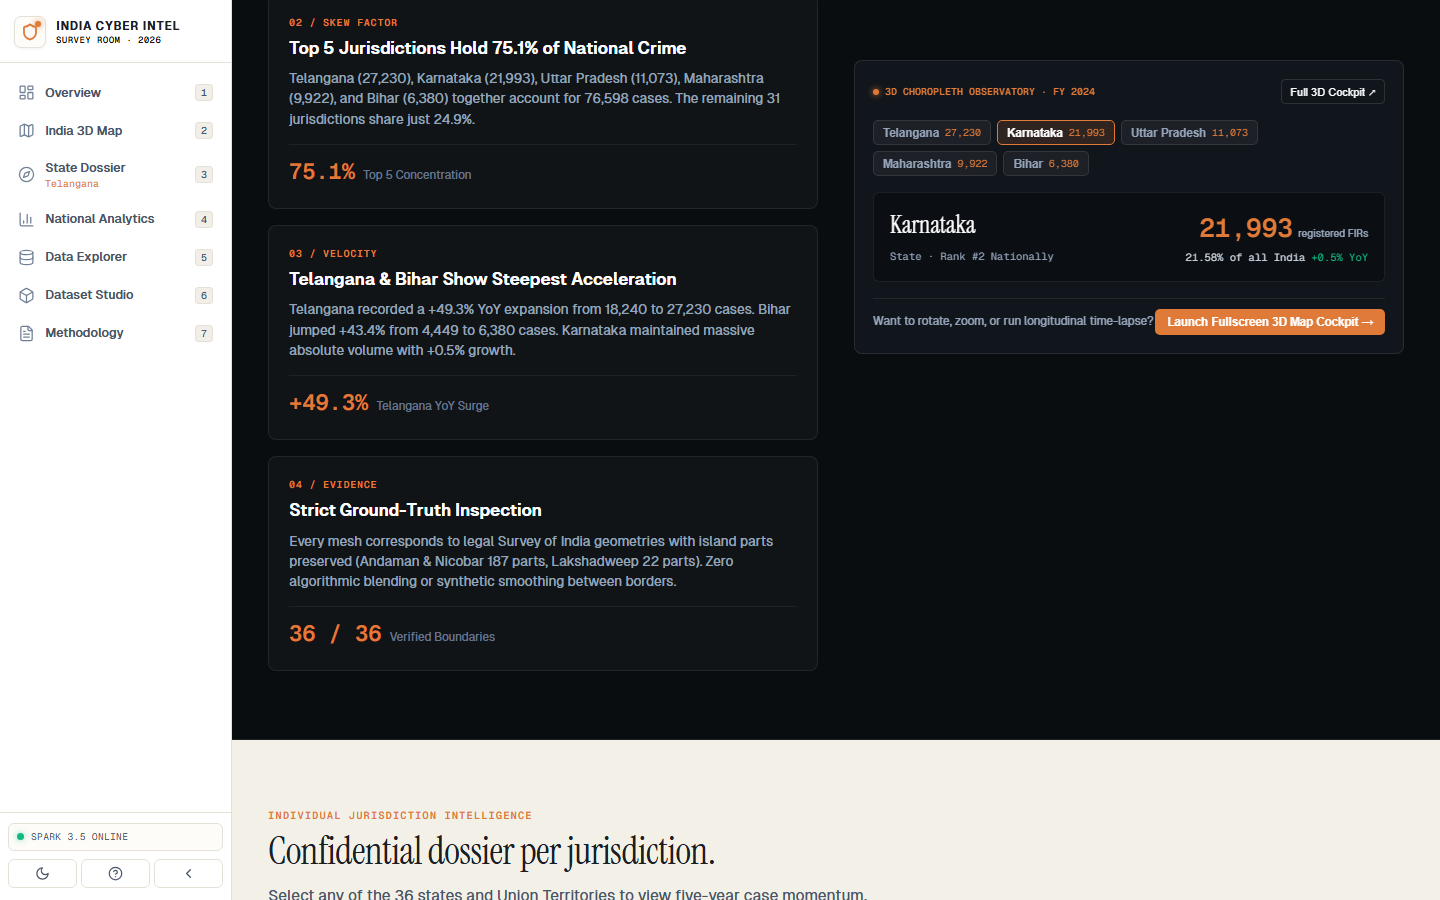 INDIA CYBER INTEL
SURVEY ROOM · 2026
Overview 1
India 3D Map 2
State Dossier 3
Telangana
National Analytics 4
Data Explorer 5
Dataset Studio 6
Methodology 7
SPARK 3.5 ONLINE
02 / SKEW FACTOR
Top 5 Jurisdictions Hold 75.1% of National Crime
Telangana (27,230), Karnataka (21,993), Uttar Pradesh (11,073), Maharashtra
(9,922), and Bihar (6,380) together account for 76,598 cases. The remaining 31
jurisdictions share just 24.9%.
75.1% Top 5 Concentration
03 / VELOCITY
Telangana & Bihar Show Steepest Acceleration
Telangana recorded a +49.3% YoY expansion from 18,240 to 27,230 cases. Bihar
jumped +43.4% from 4,449 to 6,380 cases. Karnataka maintained massive
absolute volume with +0.5% growth.
+49.3% Telangana YoY Surge
04 / EVIDENCE
Strict Ground-Truth Inspection
Every mesh corresponds to legal Survey of India geometries with island parts
preserved (Andaman & Nicobar 187 parts, Lakshadweep 22 parts). Zero
algorithmic blending or synthetic smoothing between borders.
36 / 36 Verified Boundaries
3D CHOROPLETH OBSERVATORY · FY 2024
Full 3D Cockpit ↗
Telangana 27,230 Karnataka 21,993 Uttar Pradesh 11,073
Maharashtra 9,922 Bihar 6,380
Karnataka 21,993 registered FIRs
State · Rank #2 Nationally 21.58% of all India +0.5% YoY
Want to rotate, zoom, or run longitudinal time-lapse? Launch Fullscreen 3D Map Cockpit →
INDIVIDUAL JURISDICTION INTELLIGENCE
Confidential dossier per jurisdiction.
Select any of the 36 states and Union Territories to view five-year case momentum.